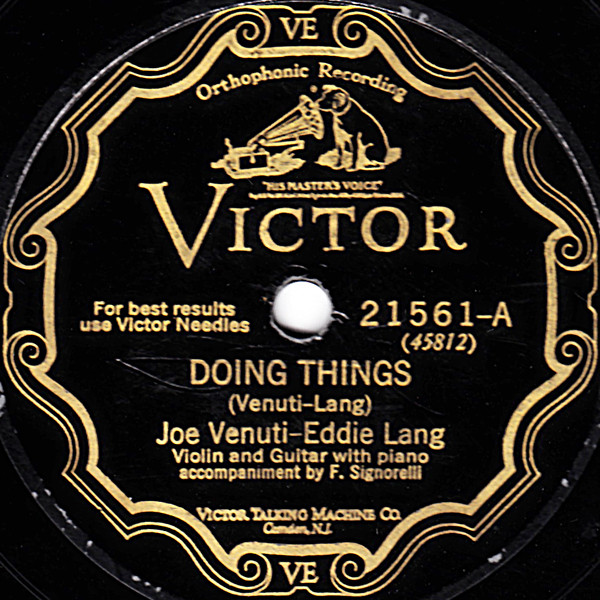 VE
Orthophonic Recording
"HIS MASTER'S VOICE"
VICTOR
For best results
use Victor Needles
21561-A
(45812)
DOING THINGS
(Venuti-Lang)
Joe Venuti-Eddie Lang
Violin and Guitar with piano
accompaniment by F. Signorelli
VICTOR TALKING MACHINE CO.
Camden, N.J.
VE